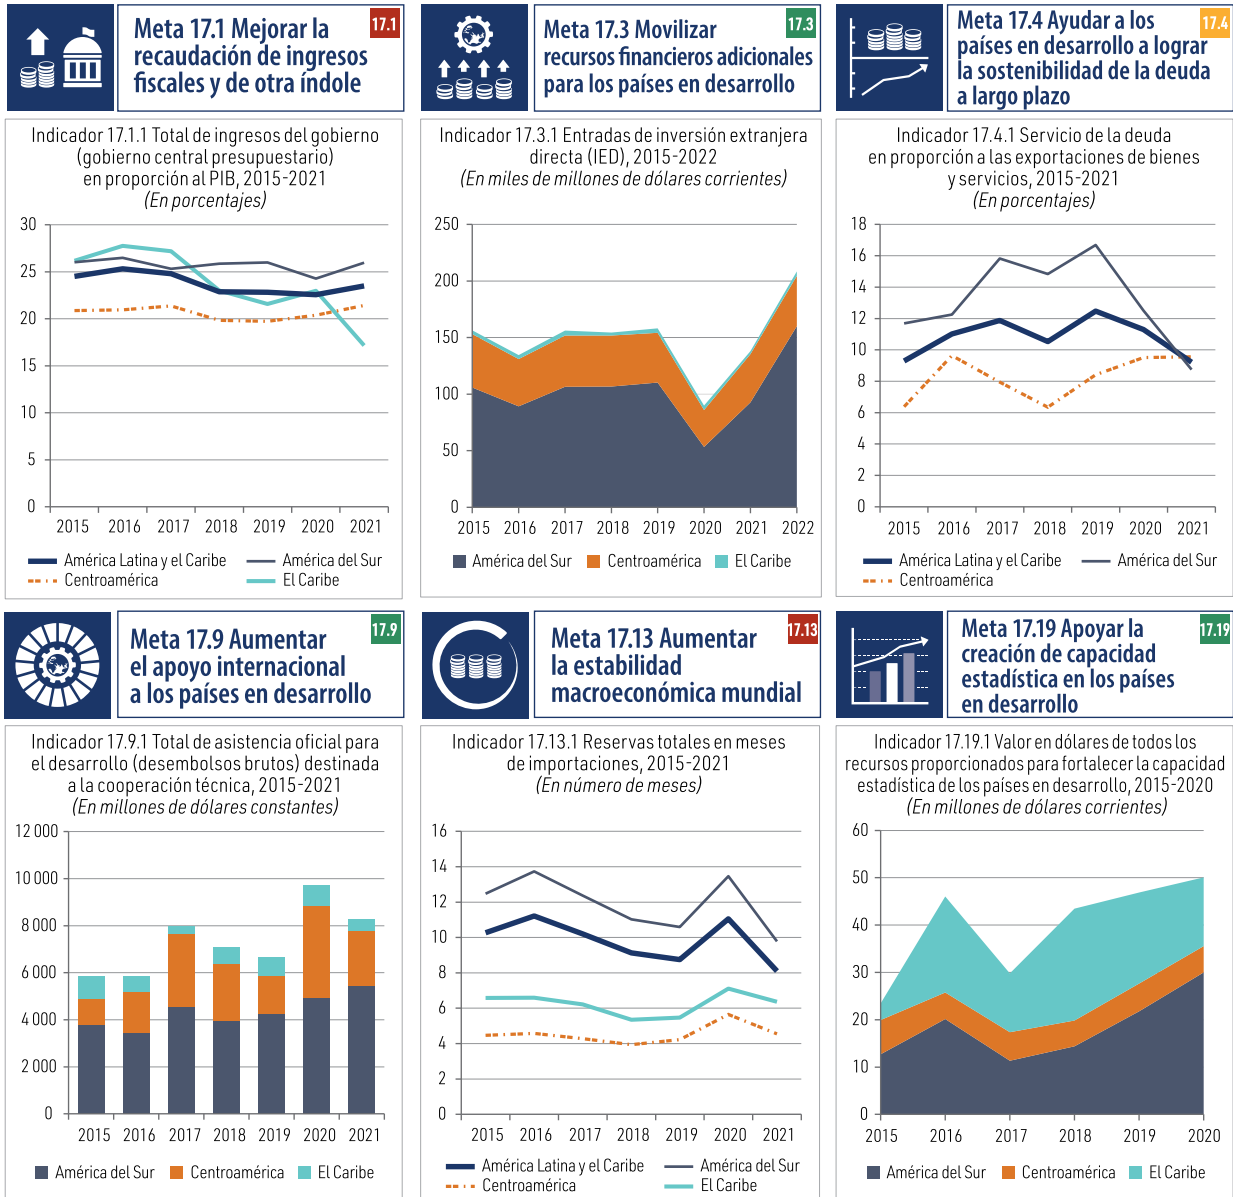 Meta 17.1 Mejorar la
recaudación de ingresos
fiscales y de otra índole
17.1
Indicador 17.1.1 Total de ingresos del gobierno
(gobierno central presupuestario)
en proporción al PIB, 2015-2021
(En porcentajes)
30
25
20
15
10
5
0
2015 2016 2017 2018 2019 2020 2021
América Latina y el Caribe América del Sur
Centroamérica El Caribe
Meta 17.3 Movilizar
recursos financieros adicionales
para los países en desarrollo
17.3
Indicador 17.3.1 Entradas de inversión extranjera
directa (IED), 2015-2022
(En miles de millones de dólares corrientes)
250
200
150
100
50
0
2015 2016 2017 2018 2019 2020 2021 2022
América del Sur Centroamérica El Caribe
Meta 17.4 Ayudar a los
países en desarrollo a lograr
la sostenibilidad de la deuda
a largo plazo
17.4
Indicador 17.4.1 Servicio de la deuda
en proporción a las exportaciones de bienes
y servicios, 2015-2021
(En porcentajes)
18
16
14
12
10
8
6
4
2
0
2015 2016 2017 2018 2019 2020 2021
América Latina y el Caribe América del Sur
Centroamérica
Meta 17.9 Aumentar
el apoyo internacional
a los países en desarrollo
17.9
Indicador 17.9.1 Total de asistencia oficial para
el desarrollo (desembolsos brutos) destinada
a la cooperación técnica, 2015-2021
(En millones de dólares constantes)
12 000
10 000
8 000
6 000
4 000
2 000
0
2015 2016 2017 2018 2019 2020 2021
América del Sur Centroamérica El Caribe
Meta 17.13 Aumentar
la estabilidad
macroeconómica mundial
17.13
Indicador 17.13.1 Reservas totales en meses
de importaciones, 2015-2021
(En número de meses)
16
14
12
10
8
6
4
2
0
2015 2016 2017 2018 2019 2020 2021
América Latina y el Caribe América del Sur
Centroamérica El Caribe
Meta 17.19 Apoyar la
creación de capacidad
estadística en los países
en desarrollo
17.19
Indicador 17.19.1 Valor en dólares de todos los
recursos proporcionados para fortalecer la capacidad
estadística de los países en desarrollo, 2015-2020
(En millones de dólares corrientes)
60
50
40
30
20
10
0
2015 2016 2017 2018 2019 2020
América del Sur Centroamérica El Caribe